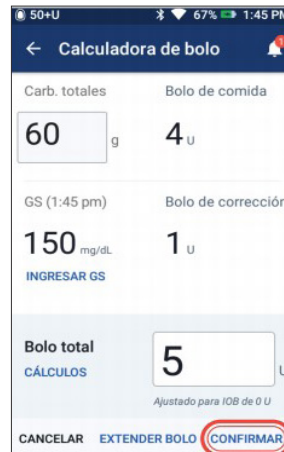 50+U 67% 1:45 PM
Calculadora de bolo
Carb. totales Bolo de comida
60 g 4 U
GS (1:45 pm) Bolo de corrección
150 mg/dL 1 U
INGRESAR GS
Bolo total
CÁLCULOS
5 U
Ajustado para IOB de 0 U
CANCELAR EXTENDER BOLO CONFIRMAR